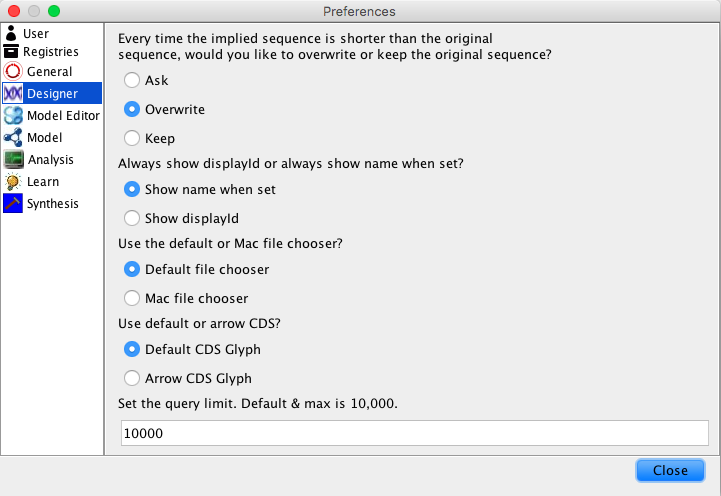 Preferences
User
Registries
General
Designer
Model Editor
Model
Analysis
Learn
Synthesis
Every time the implied sequence is shorter than the original
sequence, would you like to overwrite or keep the original sequence?
Ask
Overwrite
Keep
Always show displayId or always show name when set?
Show name when set
Show displayId
Use the default or Mac file chooser?
Default file chooser
Mac file chooser
Use default or arrow CDS?
Default CDS Glyph
Arrow CDS Glyph
Set the query limit. Default & max is 10,000.
10000
Close